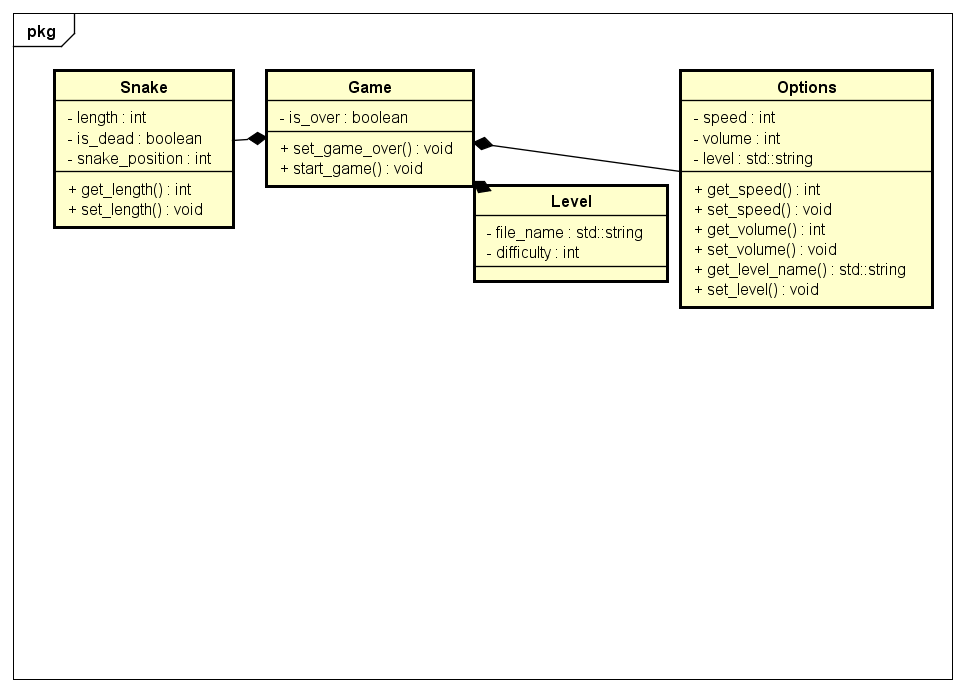 pkg
Snake
- length : int
- is_dead : boolean
- snake_position : int
+ get_length() : int
+ set_length() : void
Game
- is_over : boolean
+ set_game_over() : void
+ start_game() : void
Level
- file_name : std::string
- difficulty : int
Options
- speed : int
- volume : int
- level : std::string
+ get_speed() : int
+ set_speed() : void
+ get_volume() : int
+ set_volume() : void
+ get_level_name() : std::string
+ set_level() : void